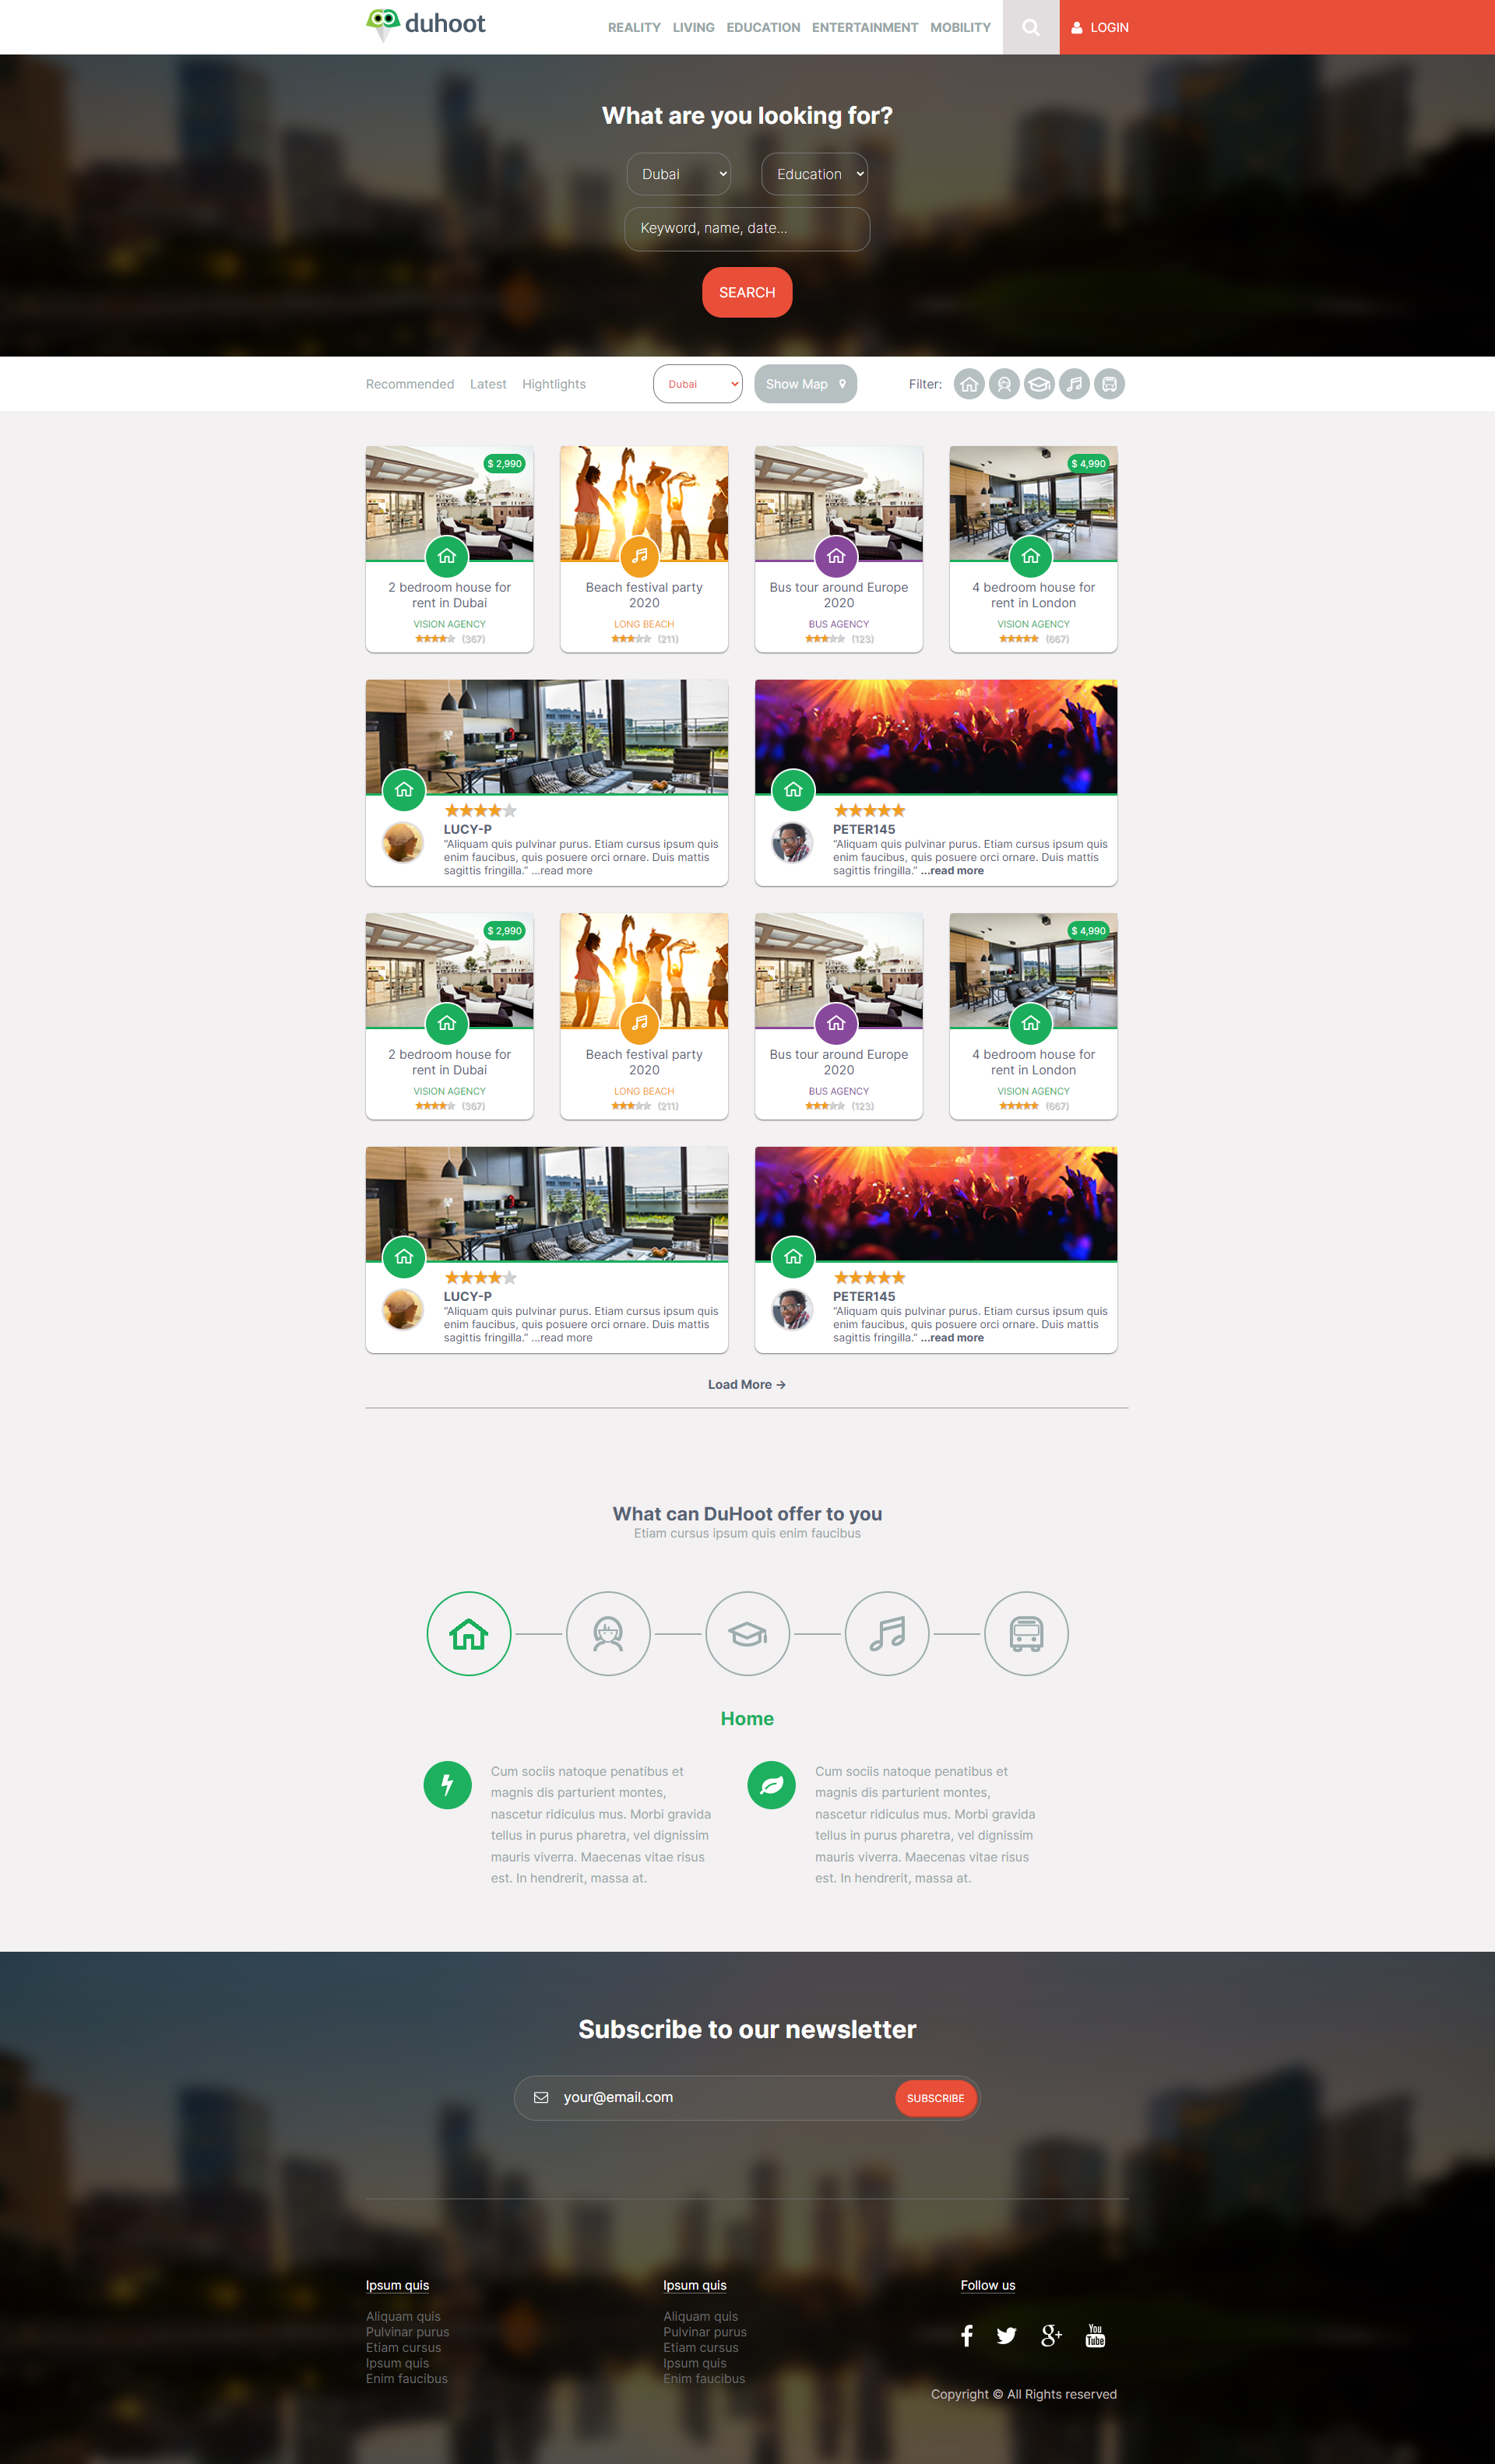 duhoot
REALITY LIVING EDUCATION ENTERTAINMENT MOBILITY LOGIN
What are you looking for?
Dubai Education
Keyword, name, date...
SEARCH
Recommended Latest Hightlights Dubai Show Map Filter:
$ 2,990 $ 4,990
2 bedroom house for rent in Dubai
VISION AGENCY
(367)
Beach festival party 2020
LONG BEACH
(211)
Bus tour around Europe 2020
BUS AGENCY
(123)
4 bedroom house for rent in London
VISION AGENCY
(667)
LUCY-P
“Aliquam quis pulvinar purus. Etiam cursus ipsum quis
enim faucibus, quis posuere orci ornare. Duis mattis
sagittis fringilla.” ...read more
PETER145
“Aliquam quis pulvinar purus. Etiam cursus ipsum quis
enim faucibus, quis posuere orci ornare. Duis mattis
sagittis fringilla.” ...read more
$ 2,990 $ 4,990
2 bedroom house for rent in Dubai
VISION AGENCY
(367)
Beach festival party 2020
LONG BEACH
(211)
Bus tour around Europe 2020
BUS AGENCY
(123)
4 bedroom house for rent in London
VISION AGENCY
(667)
LUCY-P
“Aliquam quis pulvinar purus. Etiam cursus ipsum quis
enim faucibus, quis posuere orci ornare. Duis mattis
sagittis fringilla.” ...read more
PETER145
“Aliquam quis pulvinar purus. Etiam cursus ipsum quis
enim faucibus, quis posuere orci ornare. Duis mattis
sagittis fringilla.” ...read more
Load More →
What can DuHoot offer to you
Etiam cursus ipsum quis enim faucibus
Home
Cum sociis natoque penatibus et
magnis dis parturient montes,
nascetur ridiculus mus. Morbi gravida
tellus in purus pharetra, vel dignissim
mauris viverra. Maecenas vitae risus
est. In hendrerit, massa at.
Cum sociis natoque penatibus et
magnis dis parturient montes,
nascetur ridiculus mus. Morbi gravida
tellus in purus pharetra, vel dignissim
mauris viverra. Maecenas vitae risus
est. In hendrerit, massa at.
Subscribe to our newsletter
your@email.com SUBSCRIBE
Ipsum quis
Aliquam quis
Pulvinar purus
Etiam cursus
Ipsum quis
Enim faucibus
Ipsum quis
Aliquam quis
Pulvinar purus
Etiam cursus
Ipsum quis
Enim faucibus
Follow us
You
Tube
Copyright © All Rights reserved